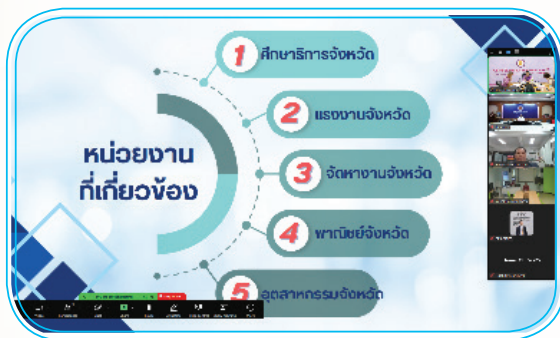 หน่วยงาน
ที่เกี่ยวข้อง
1 ศึกษาธิการจังหวัด
2 แรงงานจังหวัด
3 จัดหางานจังหวัด
4 พาณิชย์จังหวัด
5 อุตสาหกรรมจังหวัด